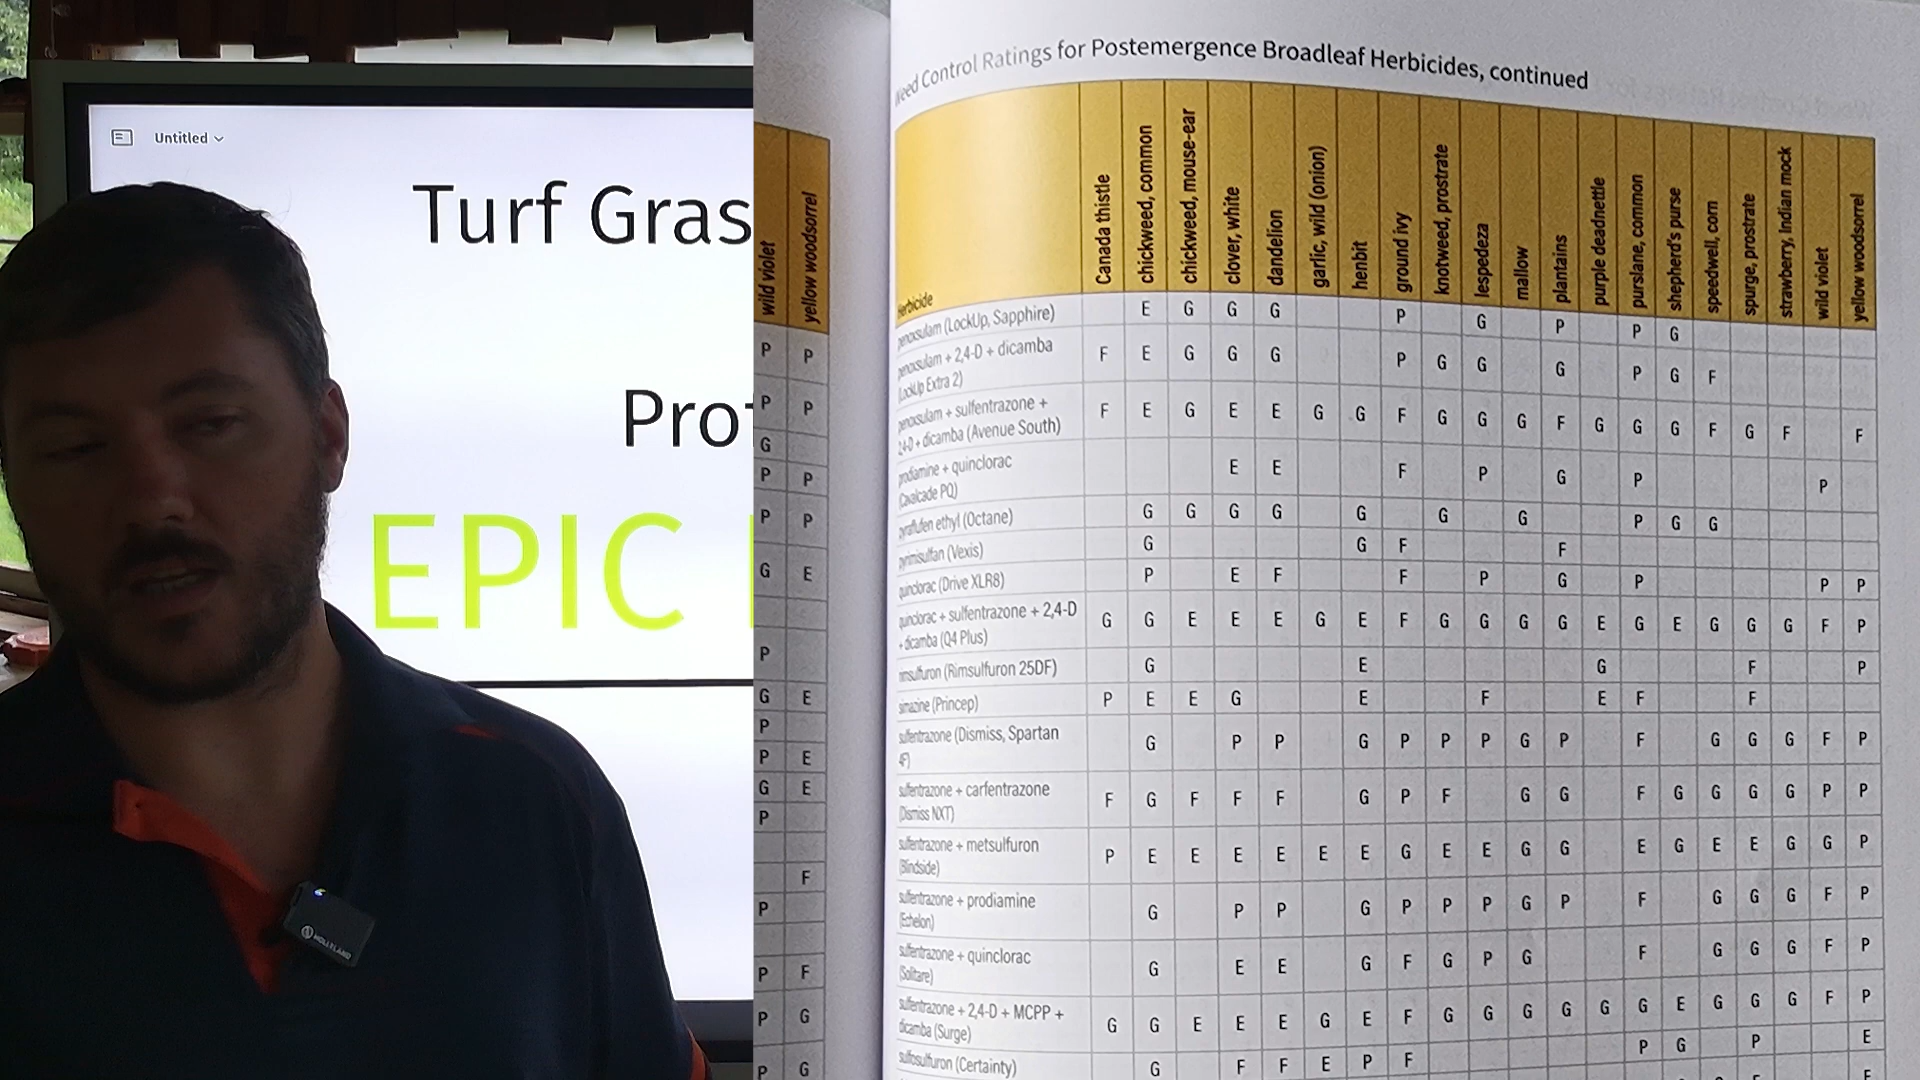 Untitled
Turf Gras
Prof
EPIC
wild violet
yellow woodsorrel
P P
P P
G
P P
P P
G E
P
G E
P
P E
G E
P
F
P
P F
P G
P G
HOLLYLAND
Weed Control Ratings for Postemergence Broadleaf Herbicides, continued
Herbicide
Canada thistle
chickweed, common
chickweed, mouse-ear
clover, white
dandelion
garlic, wild (onion)
henbit
ground ivy
knotweed, prostrate
lespedeza
mallow
plantains
purple deadnettle
purslane, common
shepherd's purse
speedwell, corn
spurge, prostrate
strawberry, Indian mock
wild violet
yellow woodsorrel
penoxsulam (LockUp, Sapphire) E G G G P G P P G
penoxsulam + 2,4-D + dicamba
(LockUp Extra 2) F E G G G P G G G P G F
penoxsulam + sulfentrazone +
2,4-D + dicamba (Avenue South) F E G E E G G F G G G F G G G F G F F
prodiamine + quinclorac
(Cavalcade PQ) E E F P G P P
pyraflufen ethyl (Octane) G G G G G G G P G G
pyrimisulfan (Vexis) G G F F
quinclorac (Drive XLR8) P E F F P G P P P
quinclorac + sulfentrazone + 2,4-D
+ dicamba (Q4 Plus) G G E E E G E F G G G G E G E G G G F P
rimsulfuron (Rimsulfuron 25DF) G E G F P
simazine (Princep) P E E G E F E F F
sulfentrazone (Dismiss, Spartan
4F) G P P G P P P G P F G G G F P
sulfentrazone + carfentrazone
(Dismiss NXT) F G F F F G P F G G F G G G G P P
sulfentrazone + metsulfuron
(Blindside) P E E E E E E G E E G G E G E E G G P
sulfentrazone + prodiamine
(Echelon) G P P G P P P G P F G G G F P
sulfentrazone + quinclorac
(Solitare) G E E G F G P G F G G G F P
sulfentrazone + 2,4-D + MCPP +
dicamba (Surge) G G E E E G E F G G G G G G E G G G F P
sulfosulfuron (Certainty) G F F E P F P G P E